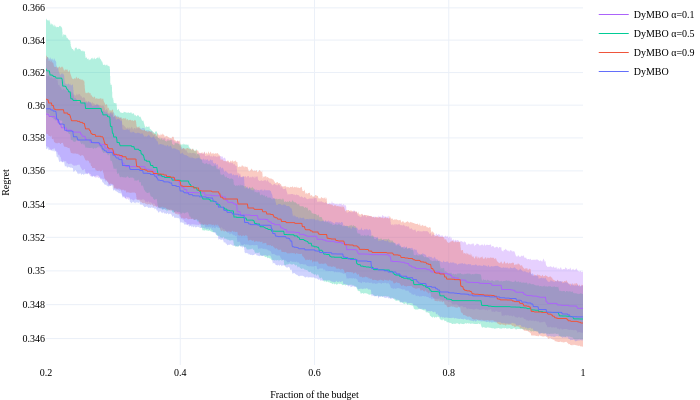 0.366
0.364
0.362
0.36
0.358
0.356
0.354
0.352
0.35
0.348
0.346
Regret
0.2
0.4
0.6
0.8
1
Fraction of the budget
DyMBO α=0.1
DyMBO α=0.5
DyMBO α=0.9
DyMBO